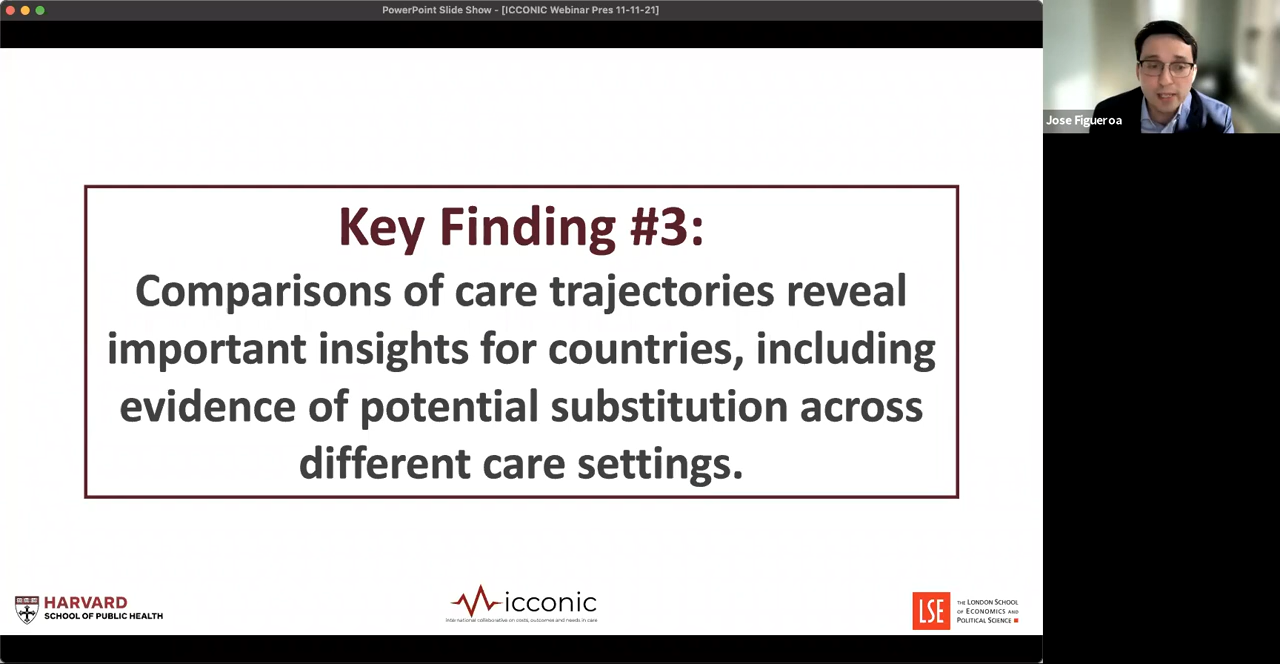 PowerPoint Slide Show - [ICCONIC Webinar Pres 11-11-21]
Jose Figueroa
Key Finding #3:
Comparisons of care trajectories reveal
important insights for countries, including
evidence of potential substitution across
different care settings.
HARVARD
SCHOOL OF PUBLIC HEALTH
icconic
International collaborative on costs, outcomes and needs in care
LSE
THE LONDON SCHOOL
OF ECONOMICS AND
POLITICAL SCIENCE